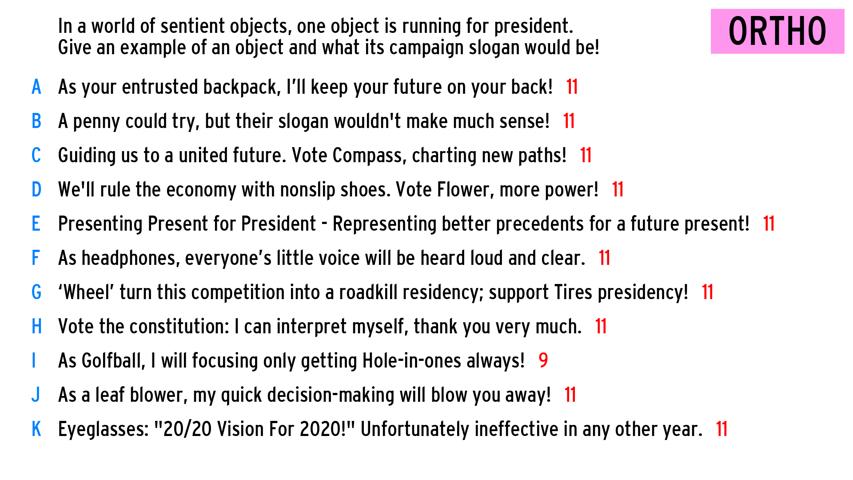 In a world of sentient objects, one object is running for president.
Give an example of an object and what its campaign slogan would be!
ORTHO
A As your entrusted backpack, I’ll keep your future on your back! 11
B A penny could try, but their slogan wouldn't make much sense! 11
C Guiding us to a united future. Vote Compass, charting new paths! 11
D We'll rule the economy with nonslip shoes. Vote Flower, more power! 11
E Presenting Present for President - Representing better precedents for a future present! 11
F As headphones, everyone’s little voice will be heard loud and clear. 11
G ‘Wheel’ turn this competition into a roadkill residency; support Tires presidency! 11
H Vote the constitution: I can interpret myself, thank you very much. 11
I As Golfball, I will focusing only getting Hole-in-ones always! 9
J As a leaf blower, my quick decision-making will blow you away! 11
K Eyeglasses: "20/20 Vision For 2020!" Unfortunately ineffective in any other year. 11